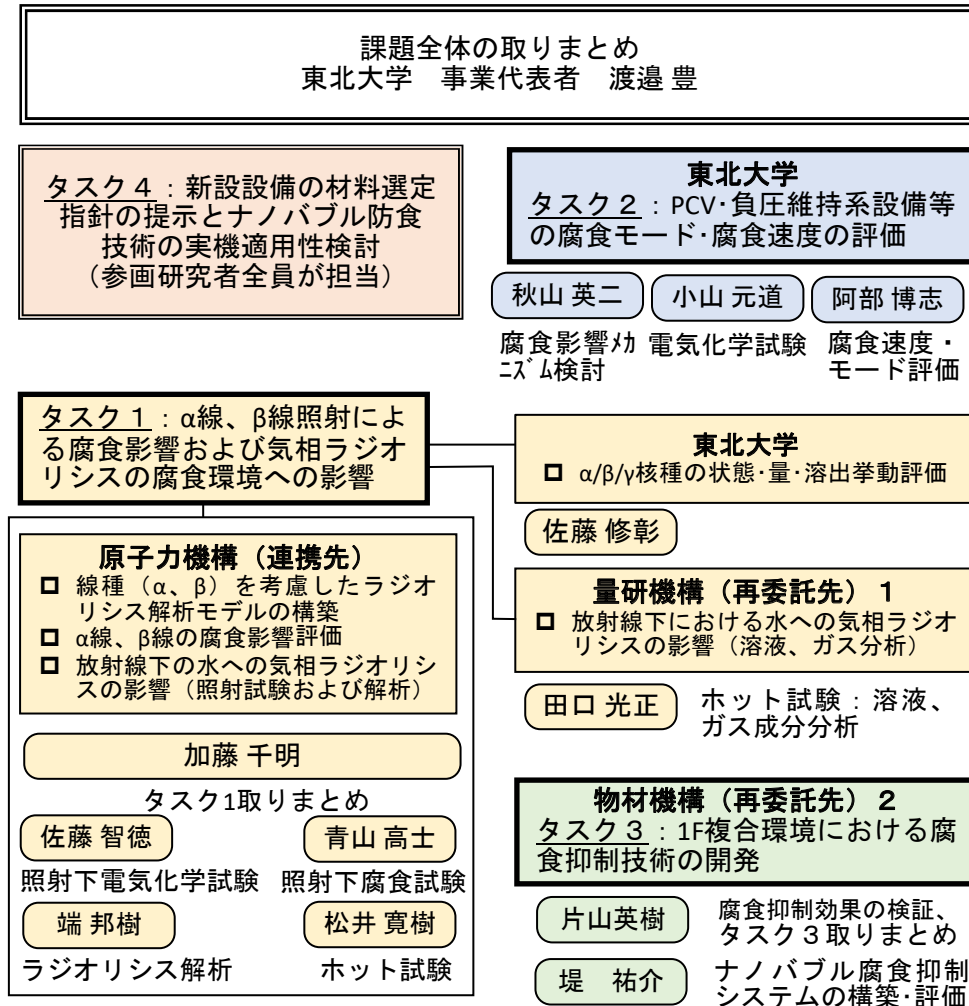 課題全体の取りまとめ
東北大学 事業代表者 渡邉 豊
タスク4：新設設備の材料選定
指針の提示とナノバブル防食
技術の実機適用性検討
（参画研究者全員が担当）
東北大学
タスク2：PCV･負圧維持系設備等
の腐食モード･腐食速度の評価
秋山 英二
小山 元道
阿部 博志
腐食影響ﾒｶ
ﾆｽﾞﾑ検討
電気化学試験
腐食速度・
モード評価
タスク1：α線、β線照射によ
る腐食影響および気相ラジオ
リシスの腐食環境への影響
東北大学
α/β/γ核種の状態･量･溶出挙動評価
佐藤 修彰
原子力機構（連携先）
線種（α、β）を考慮したラジオ
リシス解析モデルの構築
α線、β線の腐食影響評価
放射線下の水への気相ラジオリシ
スの影響（照射試験および解析）
量研機構（再委託先）1
放射線下における水への気相ラジオ
リシスの影響（溶液、ガス分析）
田口 光正
ホット試験：溶液、
ガス成分分析
加藤 千明
タスク1取りまとめ
佐藤 智徳
青山 高士
照射下電気化学試験
照射下腐食試験
端 邦樹
松井 寛樹
ラジオリシス解析
ホット試験
物材機構（再委託先）2
タスク3：1F複合環境における腐
食抑制技術の開発
片山英樹
腐食抑制効果の検証、
タスク3取りまとめ
堤 祐介
ナノバブル腐食抑制
システムの構築･評価